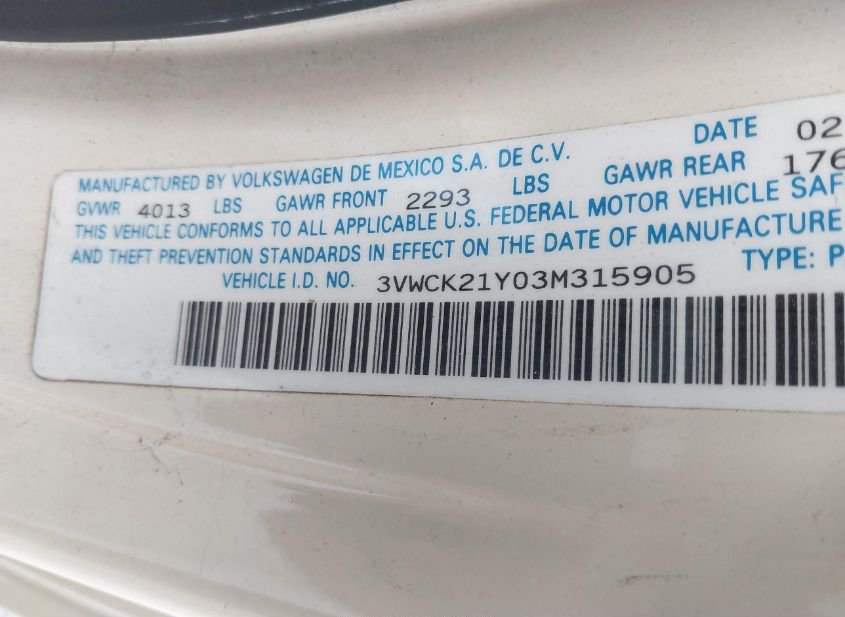 DATE 02
MANUFACTURED BY VOLKSWAGEN DE MEXICO S.A. DE C.V.
GVWR 4013 LBS GAWR FRONT 2293 LBS GAWR REAR 176
THIS VEHICLE CONFORMS TO ALL APPLICABLE U.S. FEDERAL MOTOR VEHICLE SAF
AND THEFT PREVENTION STANDARDS IN EFFECT ON THE DATE OF MANUFACTURE
VEHICLE I.D. NO. 3VWCK21Y03M315905 TYPE: P